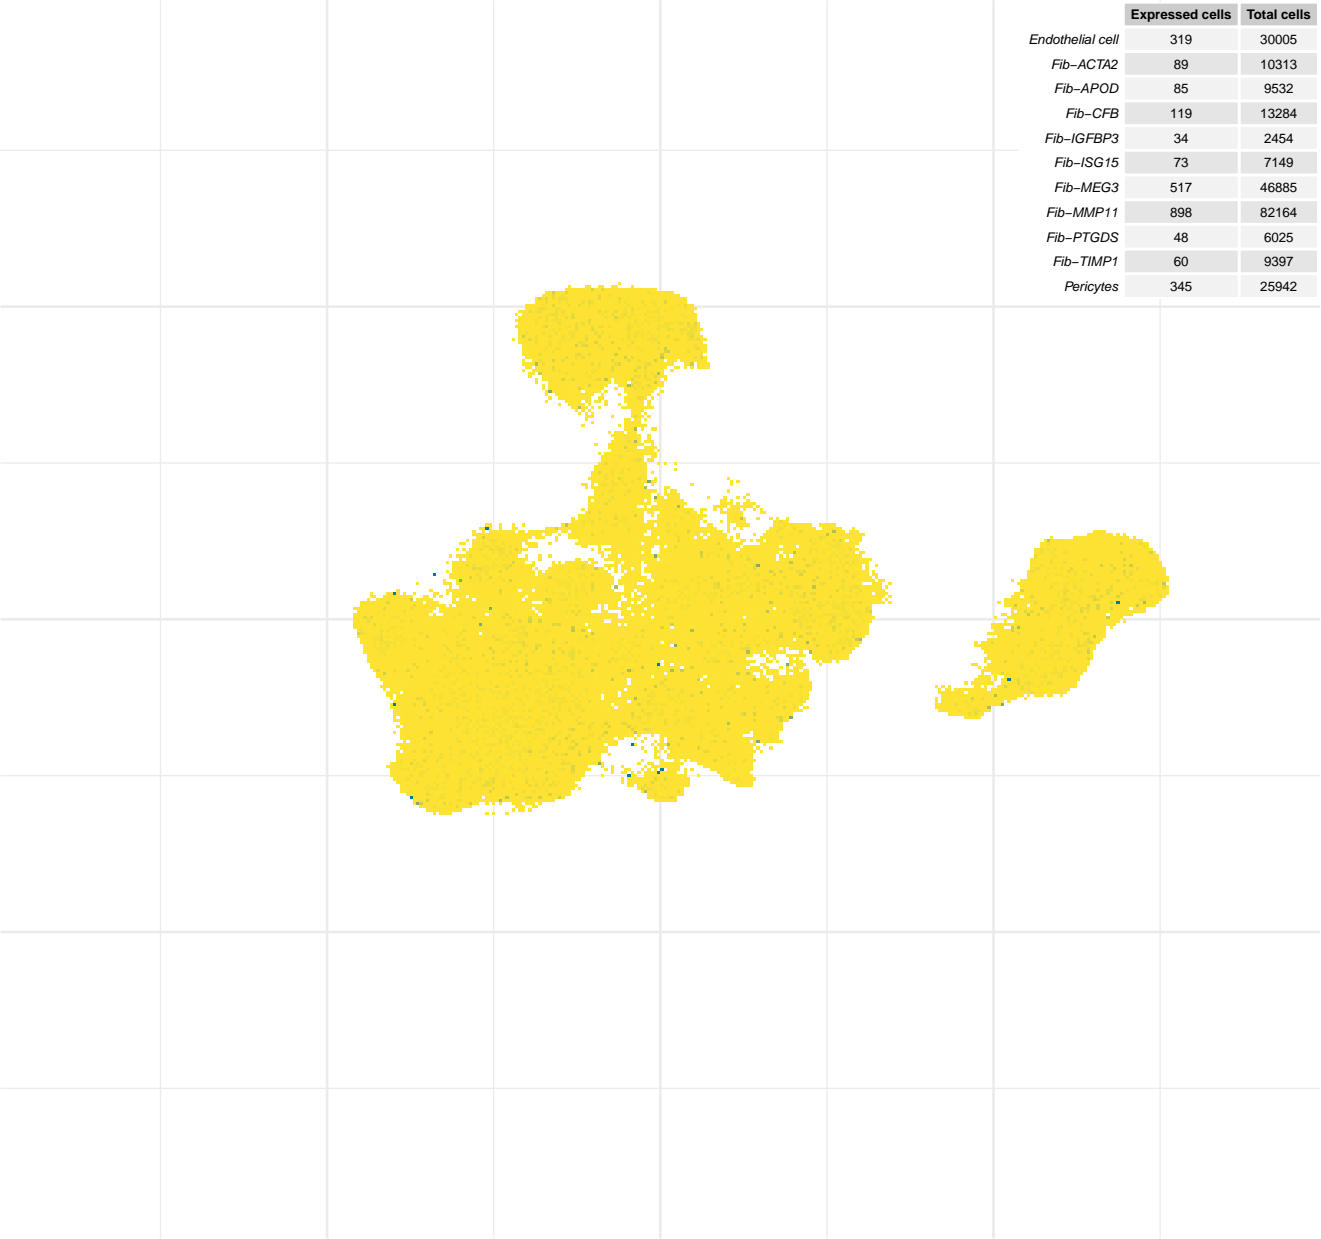 Expressed cells Total cells
Endothelial cell 319 30005
Fib−ACTA2 89 10313
Fib−APOD 85 9532
Fib−CFB 119 13284
Fib−IGFBP3 34 2454
Fib−ISG15 73 7149
Fib−MEG3 517 46885
Fib−MMP11 898 82164
Fib−PTGDS 48 6025
Fib−TIMP1 60 9397
Pericytes 345 25942